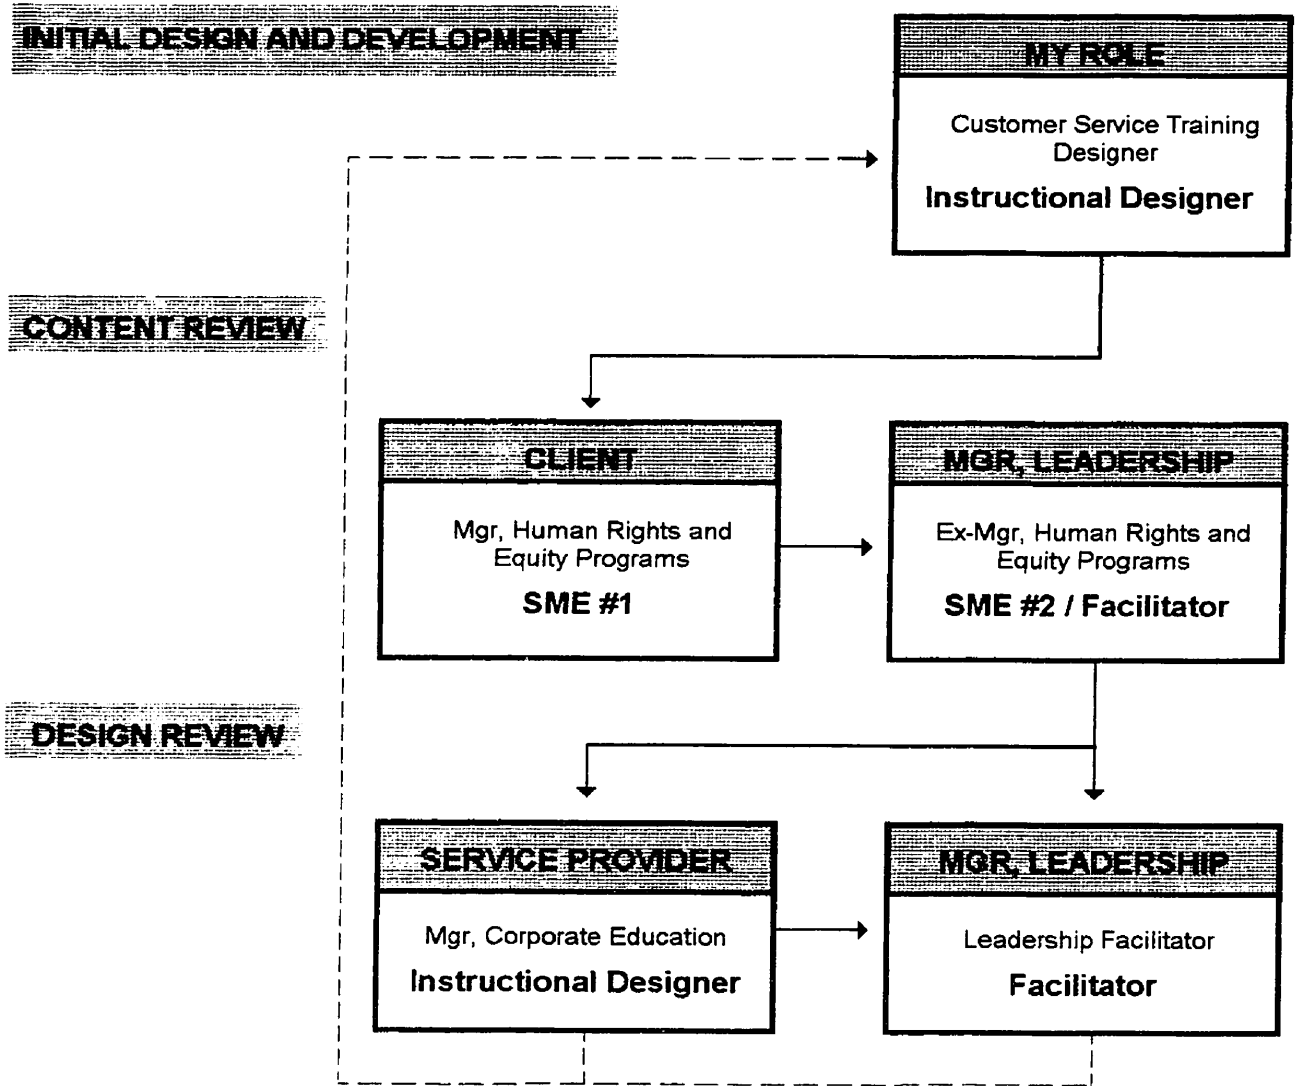 INITIAL DESIGN AND DEVELOPMENT
MY ROLE
Customer Service Training
Designer
Instructional Designer
CONTENT REVIEW
CLIENT
Mgr, Human Rights and
Equity Programs
SME #1
MGR, LEADERSHIP
Ex-Mgr, Human Rights and
Equity Programs
SME #2 / Facilitator
DESIGN REVIEW
SERVICE PROVIDER
Mgr, Corporate Education
Instructional Designer
MGR, LEADERSHIP
Leadership Facilitator
Facilitator